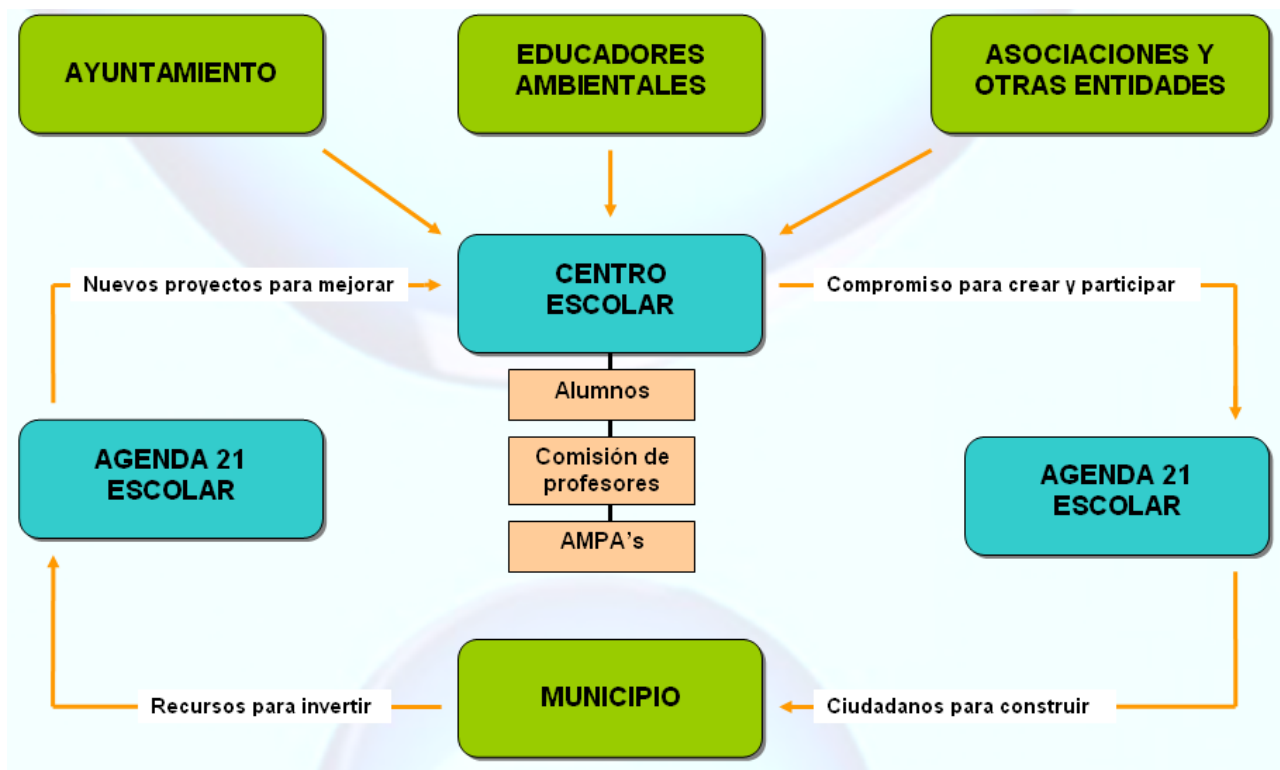 AYUNTAMIENTO
EDUCADORES
AMBIENTALES
ASOCIACIONES Y
OTRAS ENTIDADES
Nuevos proyectos para mejorar
CENTRO
ESCOLAR
Compromiso para crear y participar
Alumnos
Comisión de
profesores
AMPA's
AGENDA 21
ESCOLAR
AGENDA 21
ESCOLAR
Recursos para invertir
MUNICIPIO
Ciudadanos para construir